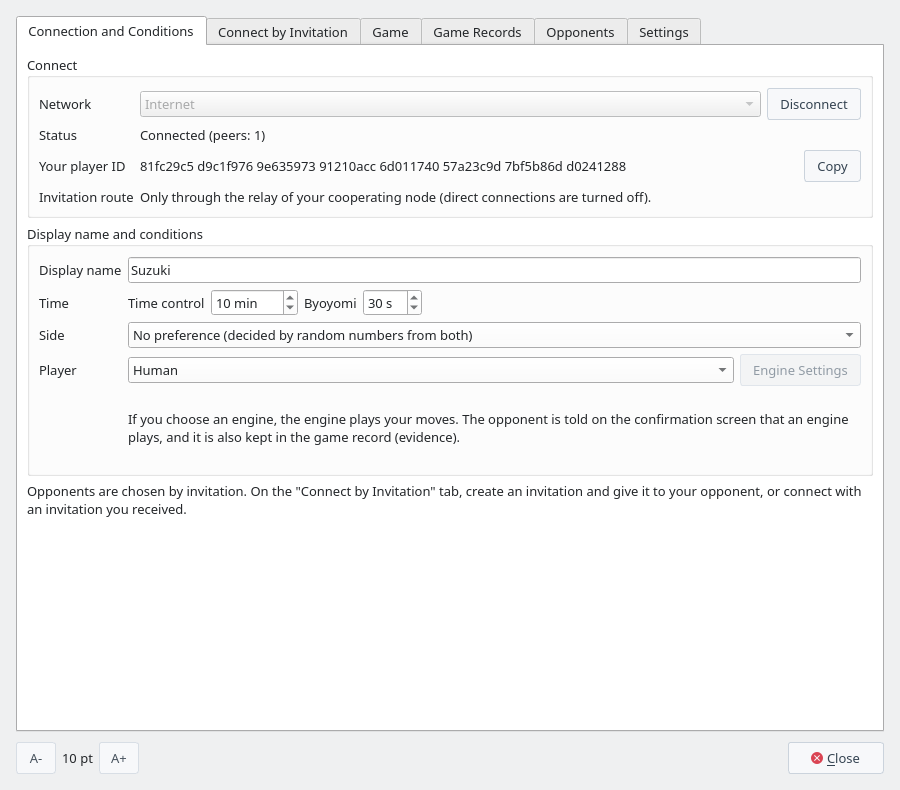 Connection and Conditions Connect by Invitation Game Game Records Opponents Settings
Connect
Network Internet Disconnect
Status Connected (peers: 1)
Your player ID 81fc29c5 d9c1f976 9e635973 91210acc 6d011740 57a23c9d 7bf5b86d d0241288 Copy
Invitation route Only through the relay of your cooperating node (direct connections are turned off).
Display name and conditions
Display name Suzuki
Time Time control 10 min Byoyomi 30 s
Side No preference (decided by random numbers from both)
Player Human Engine Settings
If you choose an engine, the engine plays your moves. The opponent is told on the confirmation screen that an engine
plays, and it is also kept in the game record (evidence).
Opponents are chosen by invitation. On the "Connect by Invitation" tab, create an invitation and give it to your opponent, or connect with
an invitation you received.
A- 10 pt A+ Close